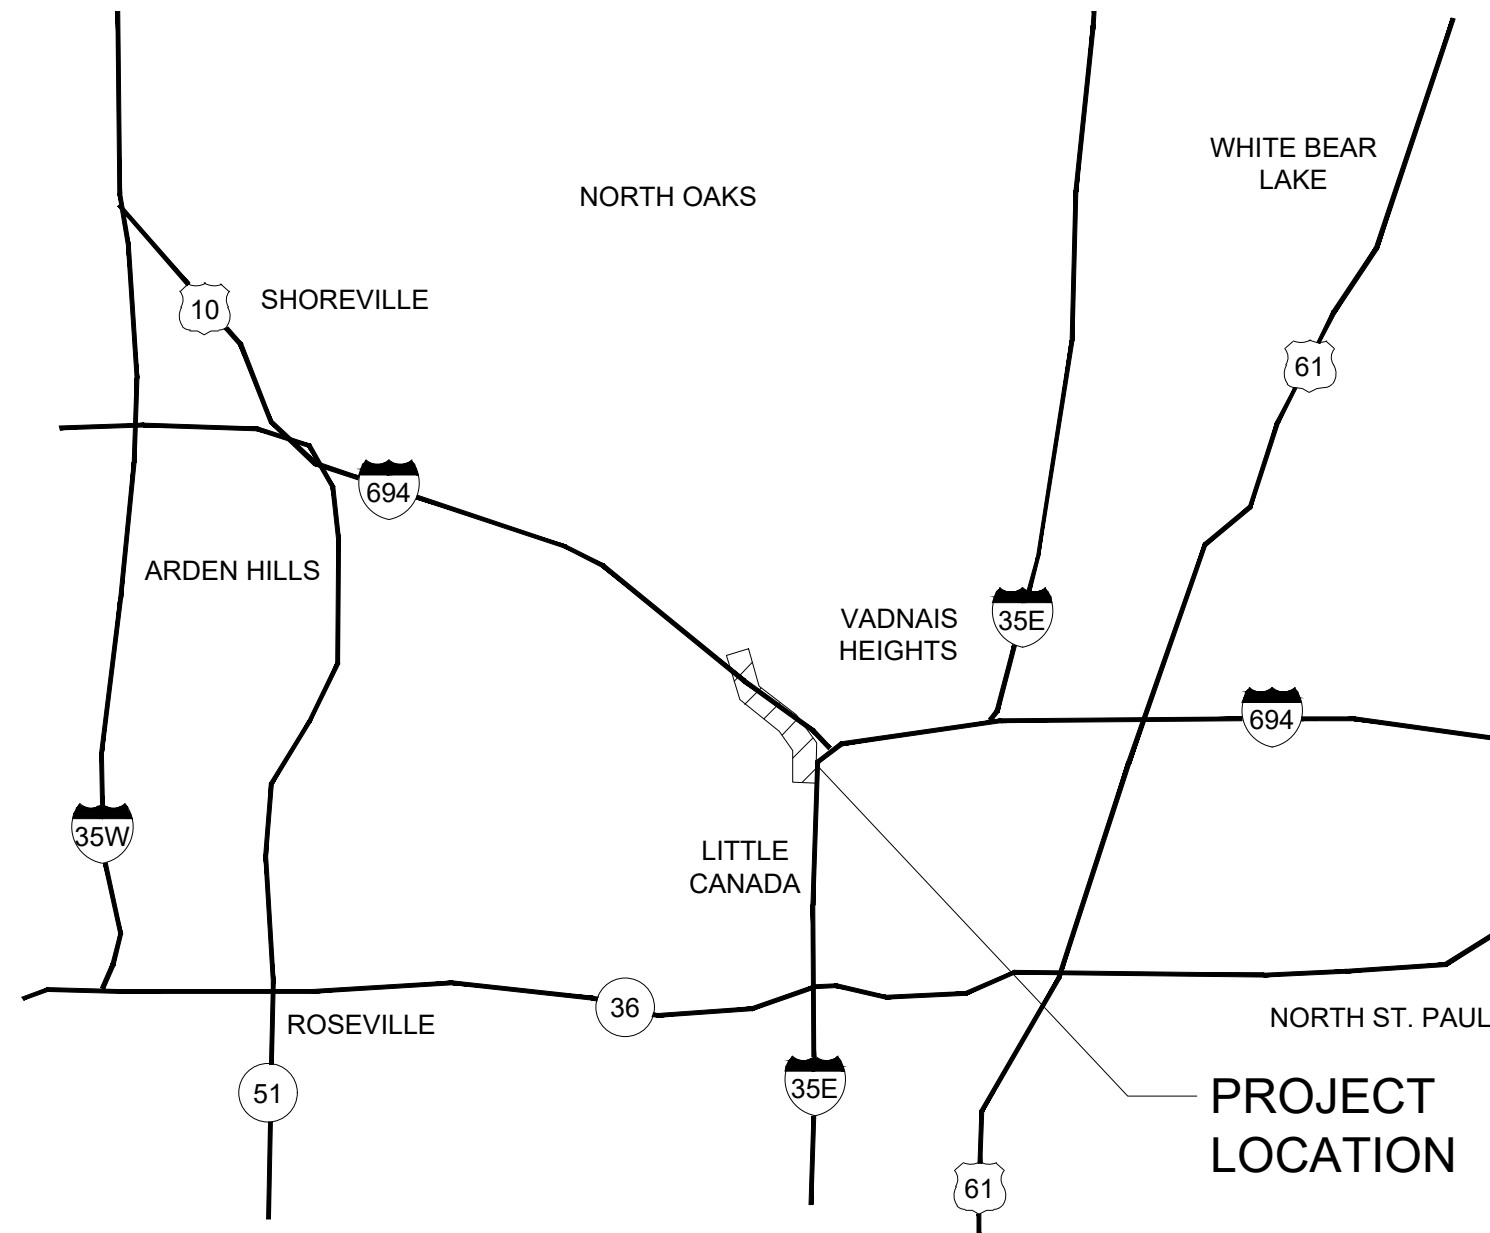 WHITE BEAR
LAKE
NORTH OAKS
10
SHOREVILLE
61
694
ARDEN HILLS
VADNAIS
HEIGHTS
35E
694
35W
LITTLE
CANADA
36
ROSEVILLE
NORTH ST. PAUL
51
35E
PROJECT
LOCATION
61